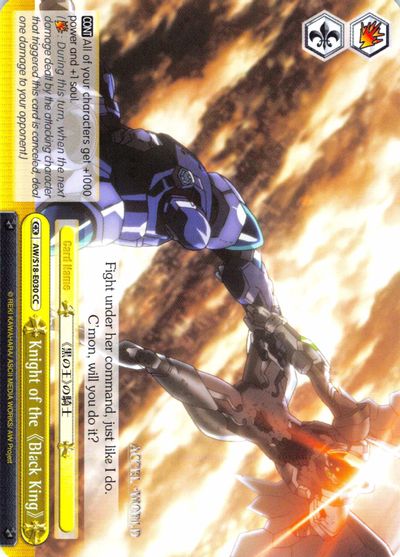 Fight under her command, just like I do.
C'mon, will you do it?
ACCEL WORLD
CONT All of your characters get +1000
power and +1 soul.
( : During this turn, when the next
damage dealt by the attacking character
that triggered this card is canceled, deal
one damage to your opponent.)
Card Name
《黒の王》の騎士
CX AW/S18-E030 CC Knight of the 《Black King》
© REKI KAWAHARA/ ASCII MEDIA WORKS/ AW Project